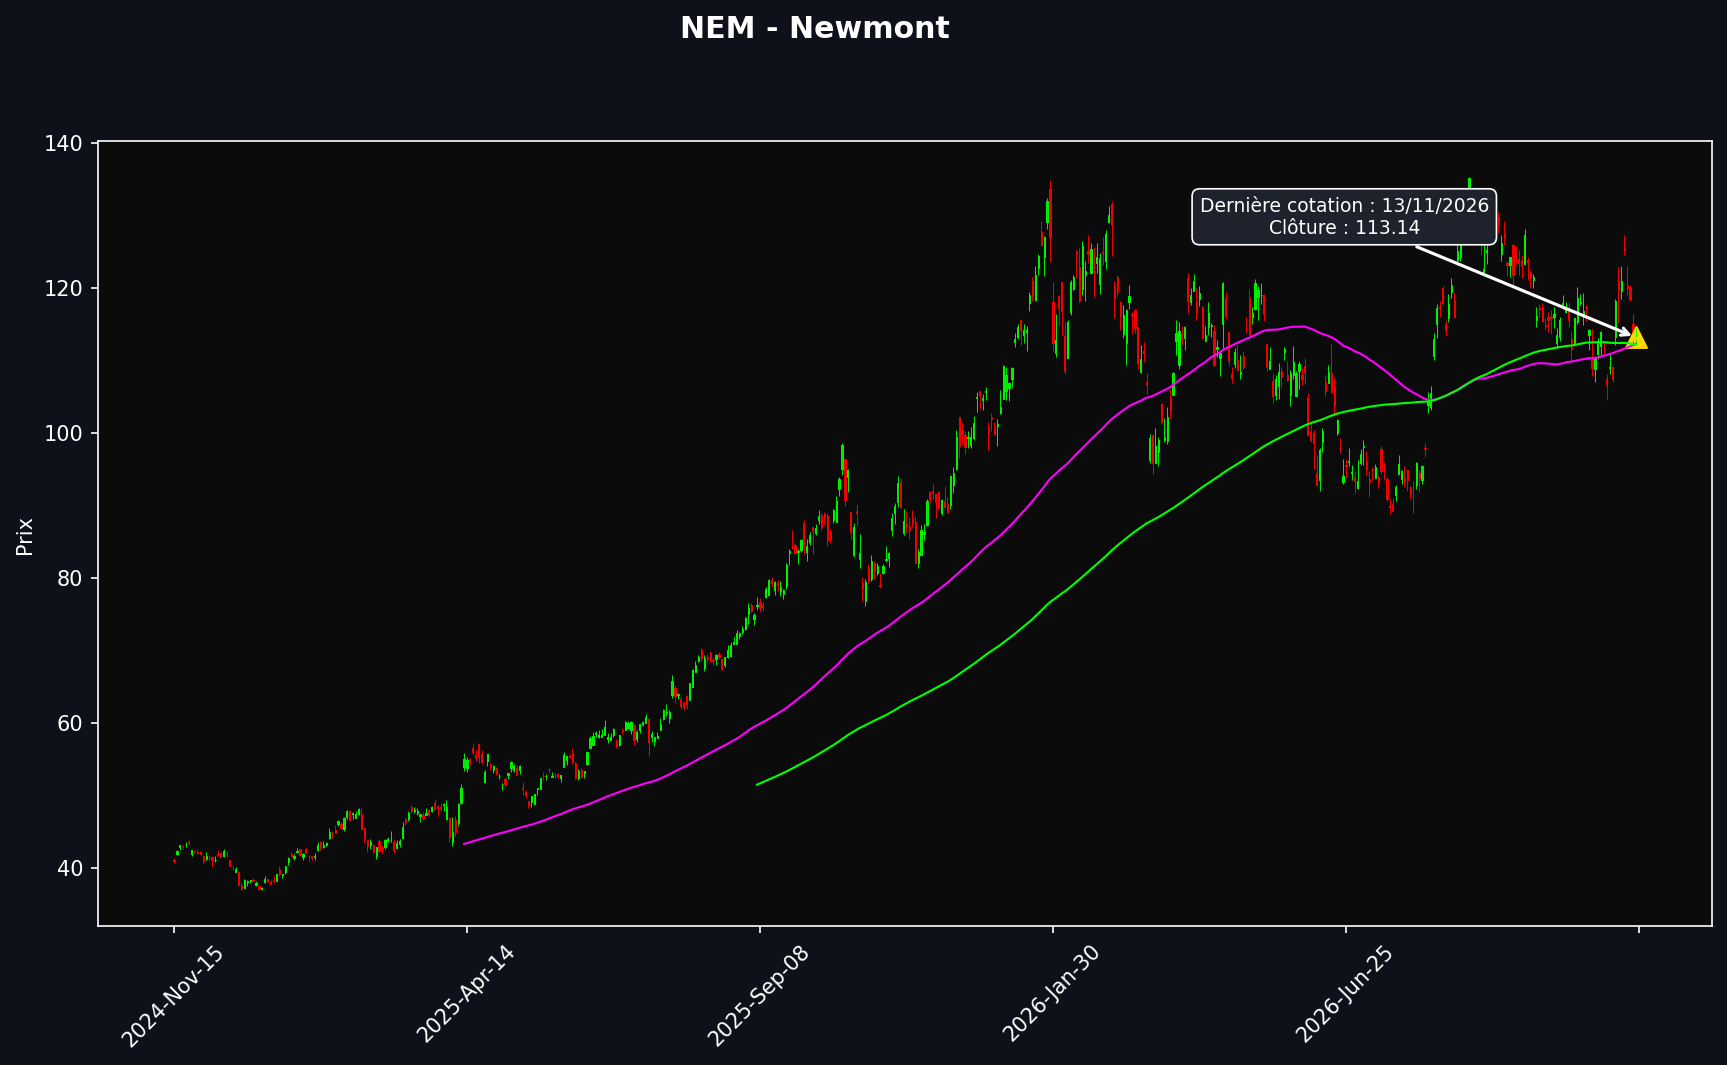 NEM - Newmont
140
120
100
80
60
40
Prix
Dernière cotation : 13/11/2026
Clôture : 113.14
2024-Nov-15
2025-Apr-14
2025-Sep-08
2026-Jan-30
2026-Jun-25